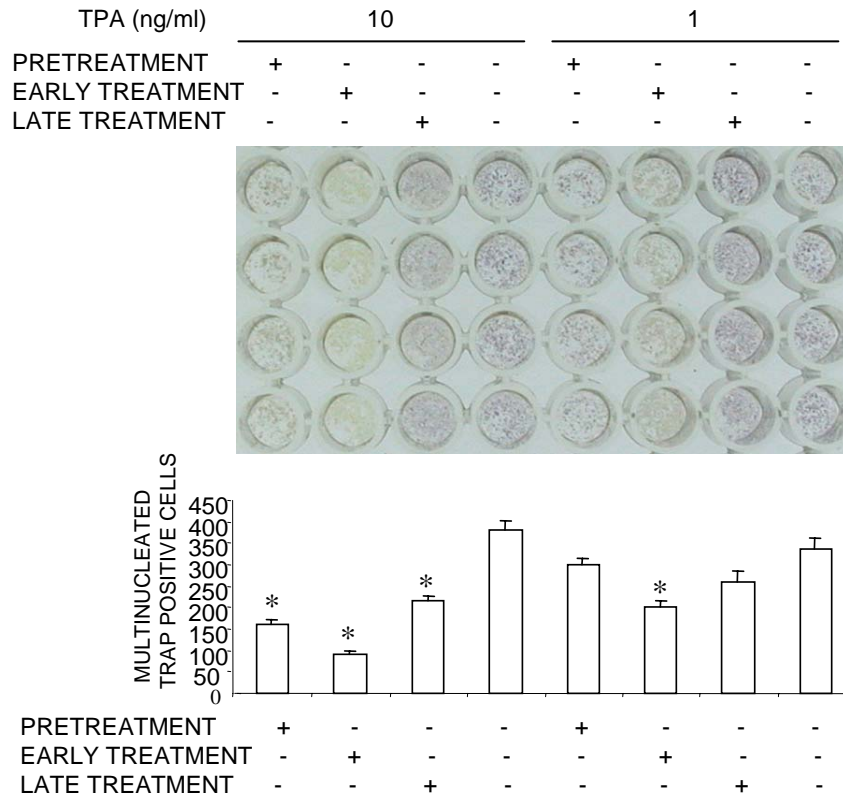 TPA (ng/ml) 10 1
PRETREATMENT + - - - + - - -
EARLY TREATMENT - + - - - + - -
LATE TREATMENT - - + - - - + -
MULTINUCLEATED
TRAP POSITIVE CELLS
450
400
350
300
250
200
150
100
50
0
* * * *
PRETREATMENT + - - - + - - -
EARLY TREATMENT - + - - - + - -
LATE TREATMENT - - + - - - + -